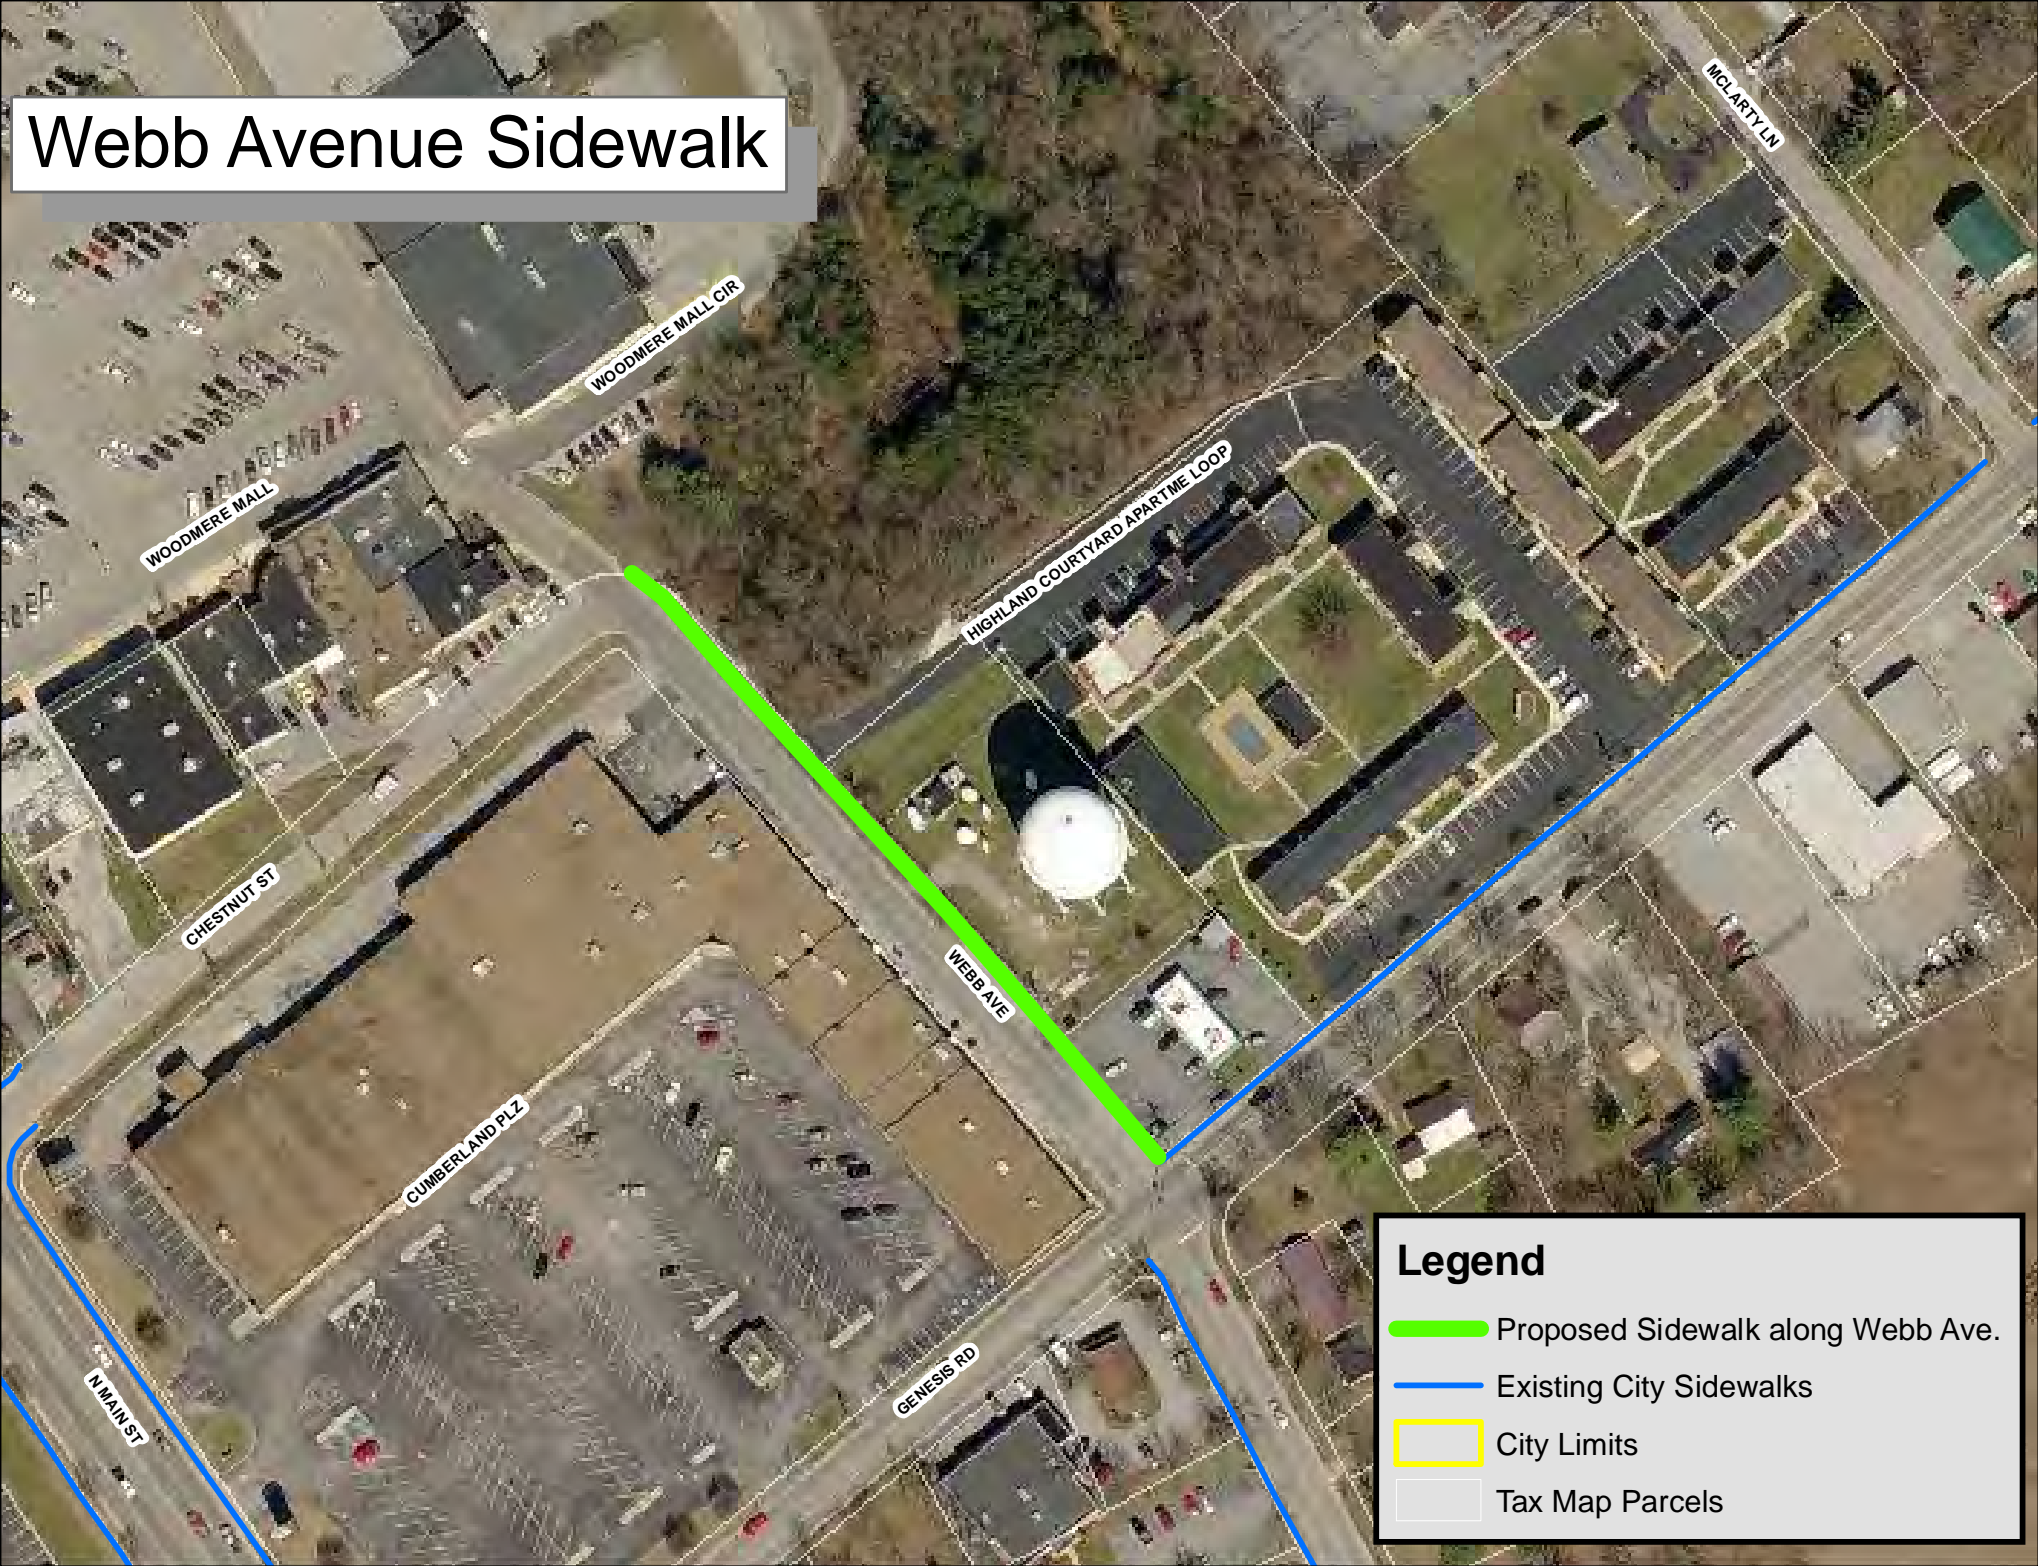 Webb Avenue Sidewalk
MCLARTY LN
WOODMERE MALL CIR
WOODMERE MALL
HIGHLAND COURTYARD APARTME LOOP
CHESTNUT ST
WEBB AVE
CUMBERLAND PLZ
GENESIS RD
N MAIN ST
Legend
Proposed Sidewalk along Webb Ave.
Existing City Sidewalks
City Limits
Tax Map Parcels